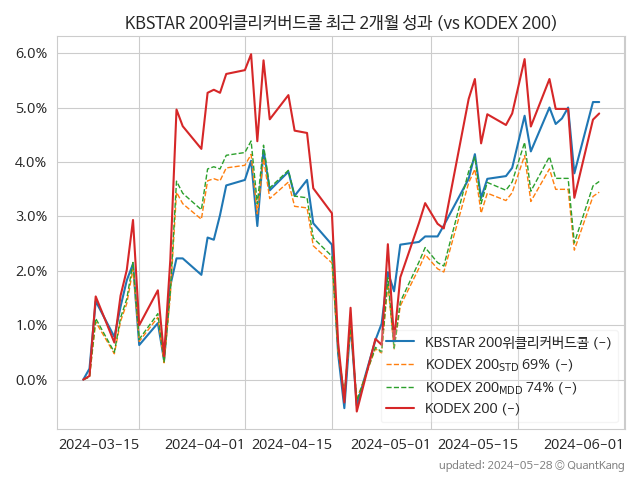 KBSTAR 200위클리커버드콜 최근 2개월 성과 (vs KODEX 200)
6.0%
5.0%
4.0%
3.0%
2.0%
1.0%
0.0%
KBSTAR 200위클리커버드콜 (-)
KODEX 200STD 69% (-)
KODEX 200MDD 74% (-)
KODEX 200 (-)
2024-03-15 2024-04-01 2024-04-15 2024-05-01 2024-05-15 2024-06-01
updated: 2024-05-28 © QuantKang